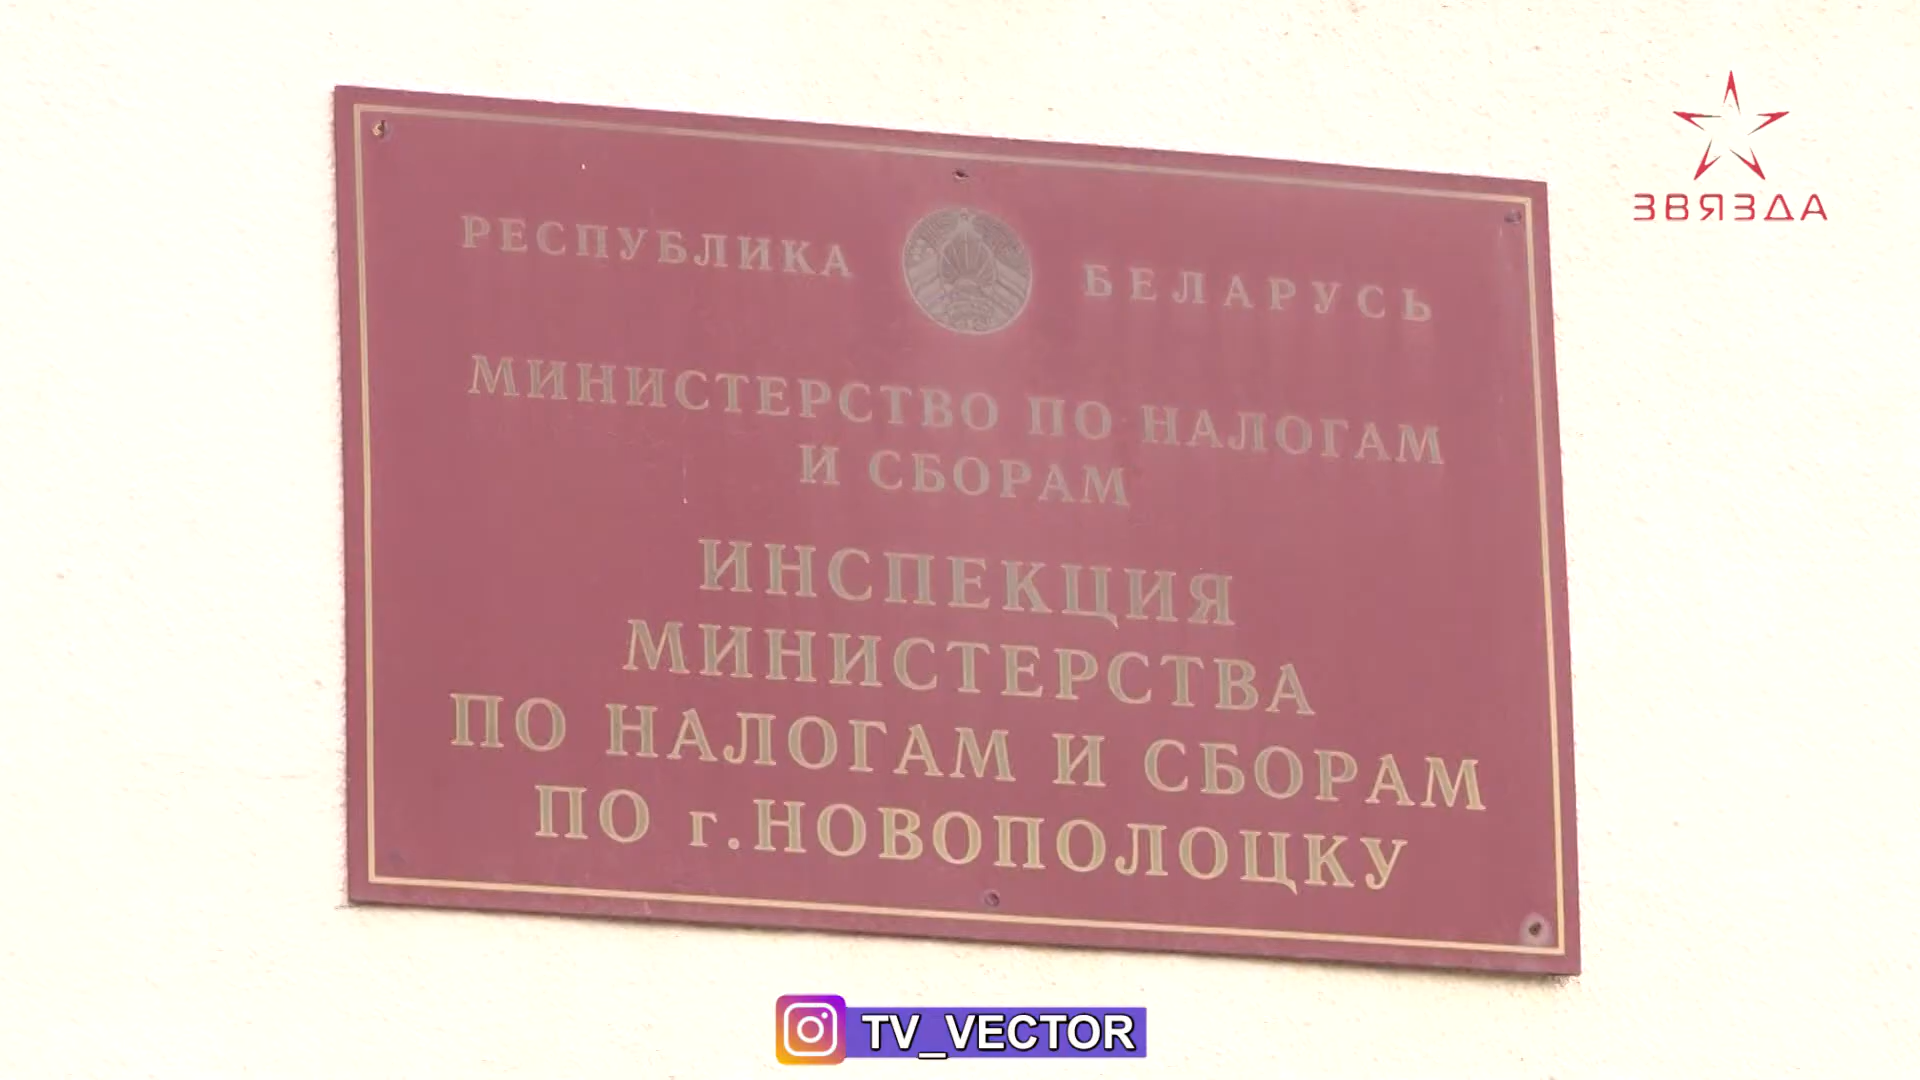 ЗВЯЗДА
РЕСПУБЛИКА БЕЛАРУСЬ
МИНИСТЕРСТВО ПО НАЛОГАМ
И СБОРАМ
ИНСПЕКЦИЯ
МИНИСТЕРСТВА
ПО НАЛОГАМ И СБОРАМ
ПО г.НОВОПОЛОЦКУ
TV_VECTOR